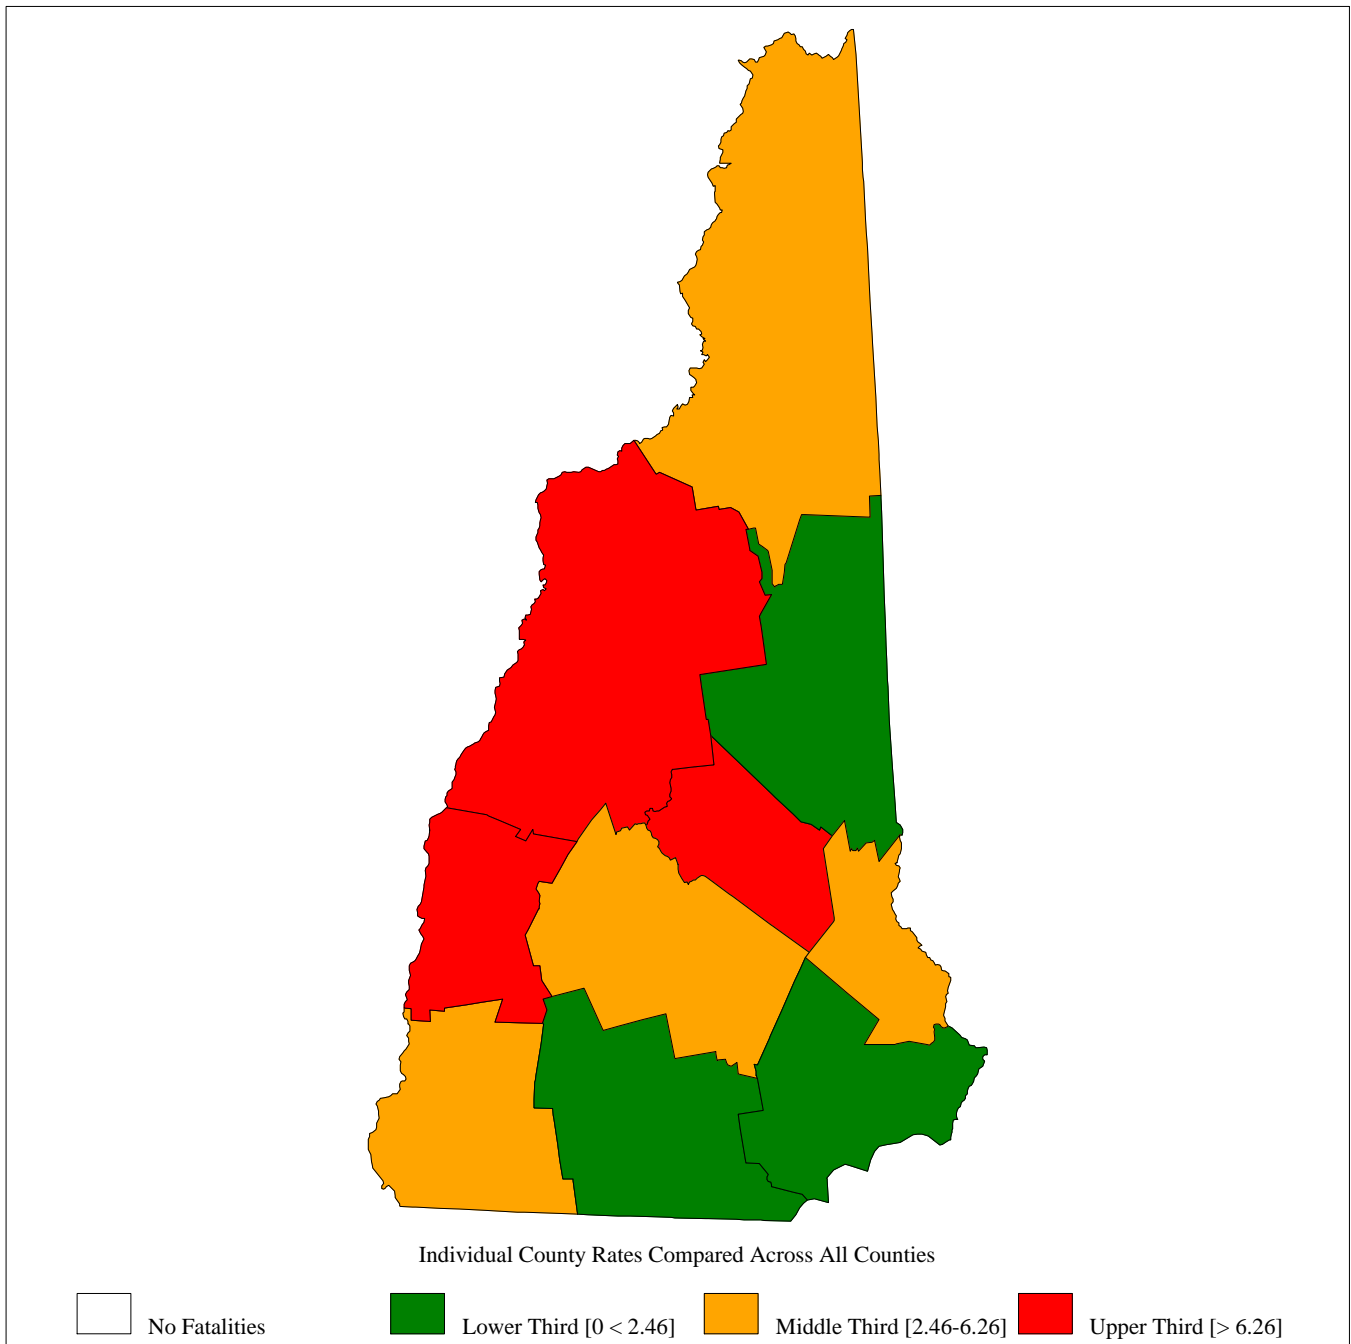 Individual County Rates Compared Across All Counties
No Fatalities Lower Third [0 < 2.46] Middle Third [2.46-6.26] Upper Third [> 6.26]